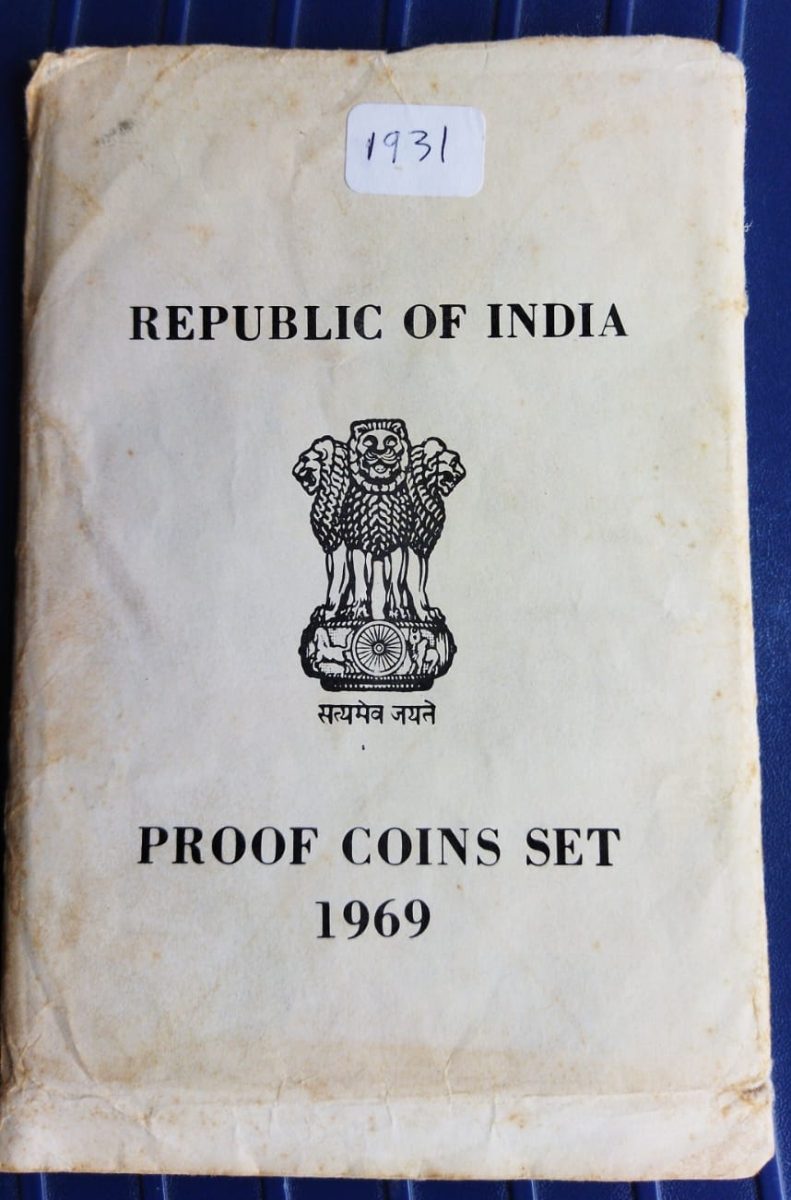 1931
REPUBLIC OF INDIA
सत्यमेव जयते
PROOF COINS SET
1969